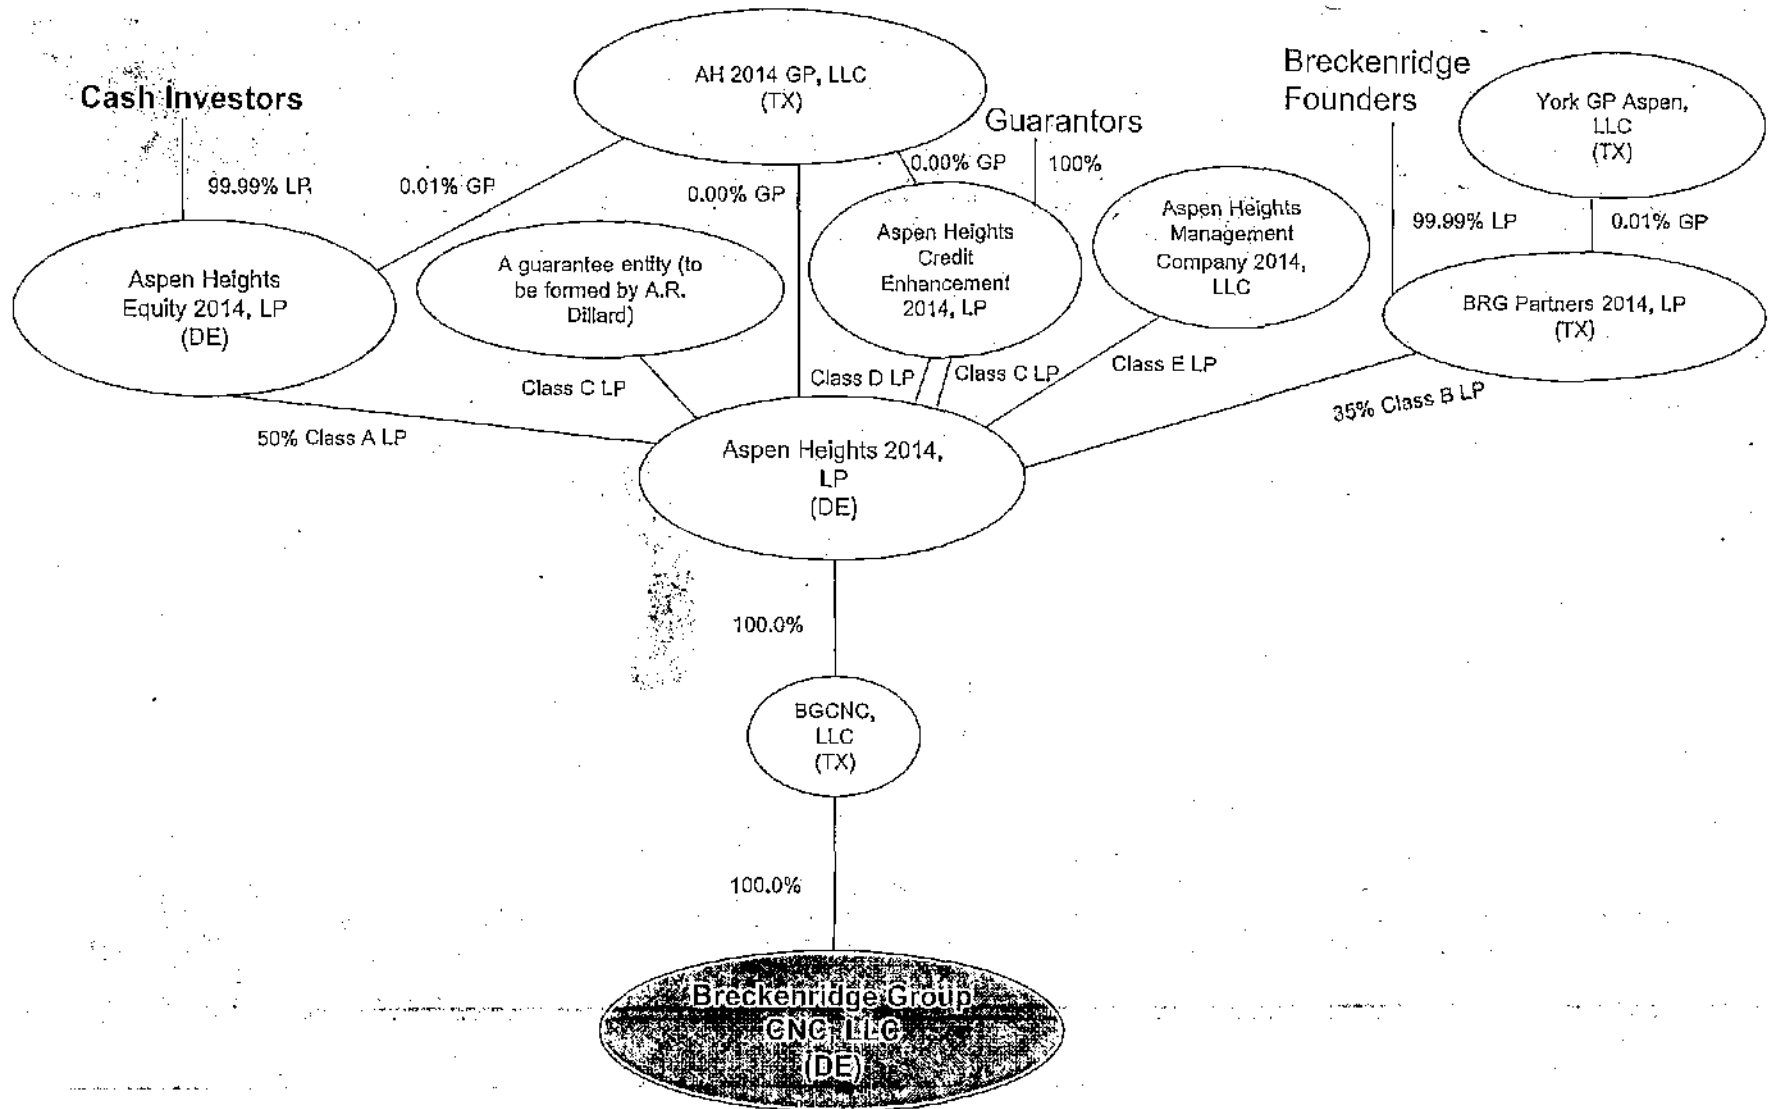 Cash Investors
AH 2014 GP, LLC
(TX)
Guarantors
Breckenridge
Founders
York GP Aspen,
LLC
(TX)
99.99% LP
0.01% GP
0.00% GP
0.00% GP
100%
99.99% LP
0.01% GP
Aspen Heights
Equity 2014, LP
(DE)
A guarantee entity (to
be formed by A.R.
Dillard)
Aspen Heights
Credit
Enhancement
2014, LP
Aspen Heights
Management
Company 2014,
LLC
BRG Partners 2014, LP
(TX)
50% Class A LP
Class C LP
Class D LP
Class C LP
Class E LP
35% Class B LP
Aspen Heights 2014,
LP
(DE)
100.0%
BGCNC,
LLC
(TX)
100.0%
Breckenridge Group
CNC, LLC
(DE)